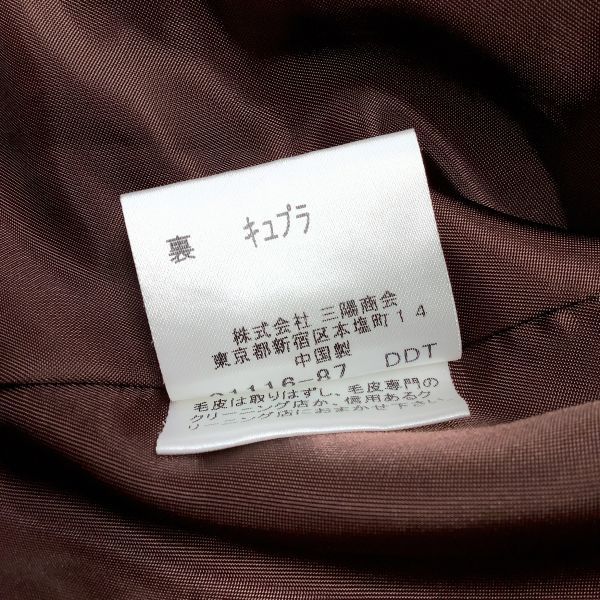 裏 キュプラ
株式会社 三陽商会
東京都新宿区本塩町14
中国製 DDT
01116-87
毛皮は取りはずし、毛皮専門の
クリーニング店か、信用あるク
リーニング店におまかせ下さい。